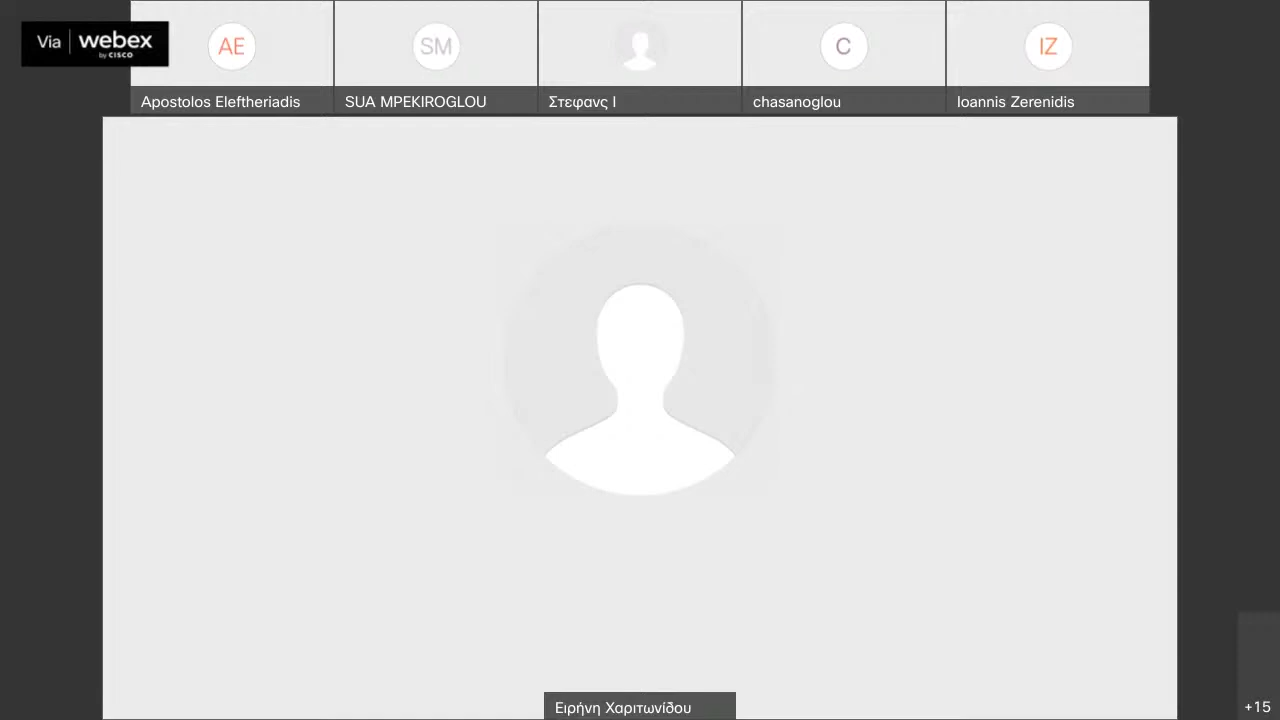 Via webex
by CISCO
AE
SM
C
IZ
Apostolos Eleftheriadis
SUA MPEKIROGLOU
Στεφανς Ι
chasanoglou
Ioannis Zerenidis
Ειρήνη Χαριτωνίδου
+15